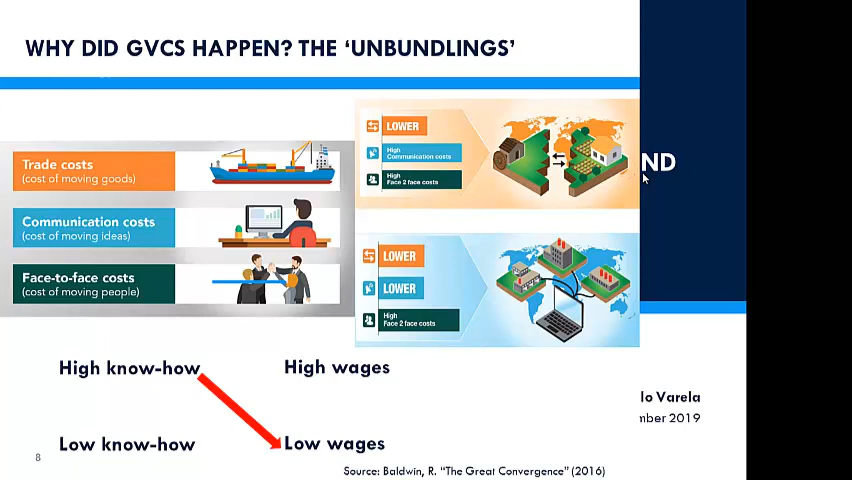 WHY DID GVCS HAPPEN? THE ‘UNBUNDLINGS’
Trade costs
(cost of moving goods)
Communication costs
(cost of moving ideas)
Face-to-face costs
(cost of moving people)
LOWER
High
Communication costs
High
Face 2 face costs
LOWER
LOWER
High
Face 2 face costs
ND
High know-how
High wages
Low know-how
Low wages
lo Varela
mber 2019
8
Source: Baldwin, R. “The Great Convergence” (2016)